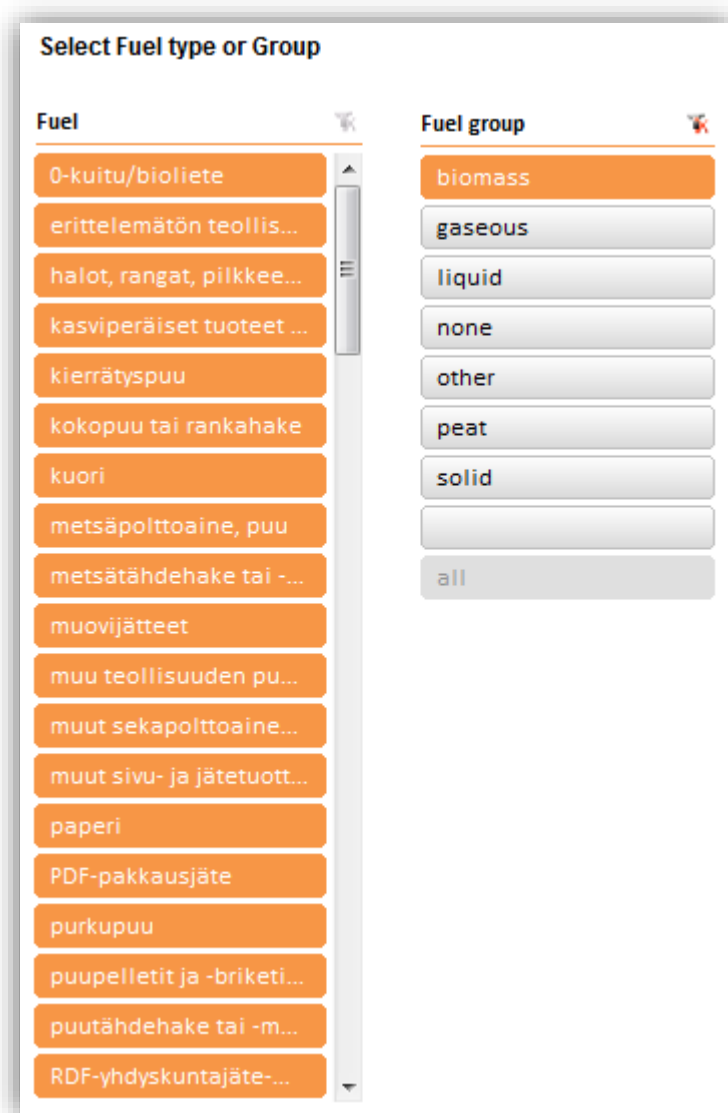 Select Fuel type or Group
Fuel
0-kuitu/bioliete
erittelemätön teollis...
halot, rangat, pilkkee...
kasviperäiset tuoteet ...
kierrätyspuu
kokopuu tai rankahake
kuori
metsäpolttoaine, puu
metsätähdehake tai -...
muovijätteet
muu teollisuuden pu...
muut sekapolttoaine...
muut sivu- ja jätetuott...
paperi
PDF-pakkausjäte
purkupuu
puupelletit ja -briketi...
puutähdehake tai -m...
RDF-yhdyskuntajäte-...
Fuel group
biomass
gaseous
liquid
none
other
peat
solid
all